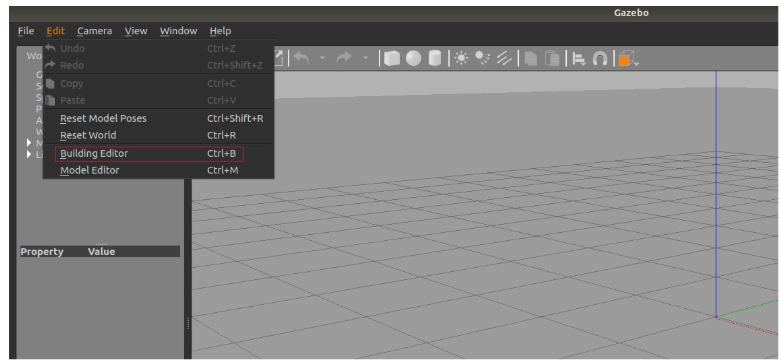 Gazebo
File Edit Camera View Window Help
Wo
Undo Ctrl+Z
Redo Ctrl+Shift+Z
Copy Ctrl+C
Paste Ctrl+V
Reset Model Poses Ctrl+Shift+R
Reset World Ctrl+R
Building Editor Ctrl+B
Model Editor Ctrl+M
Property Value